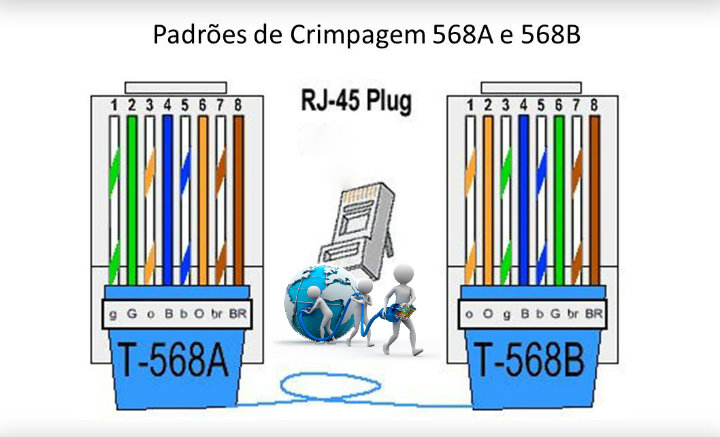 Padrões de Crimpagem 568A e 568B
1 2 3 4 5 6 7 8
g G o B b O br BR
T-568A
RJ-45 Plug
1 2 3 4 5 6 7 8
o O g B b G br BR
T-568B